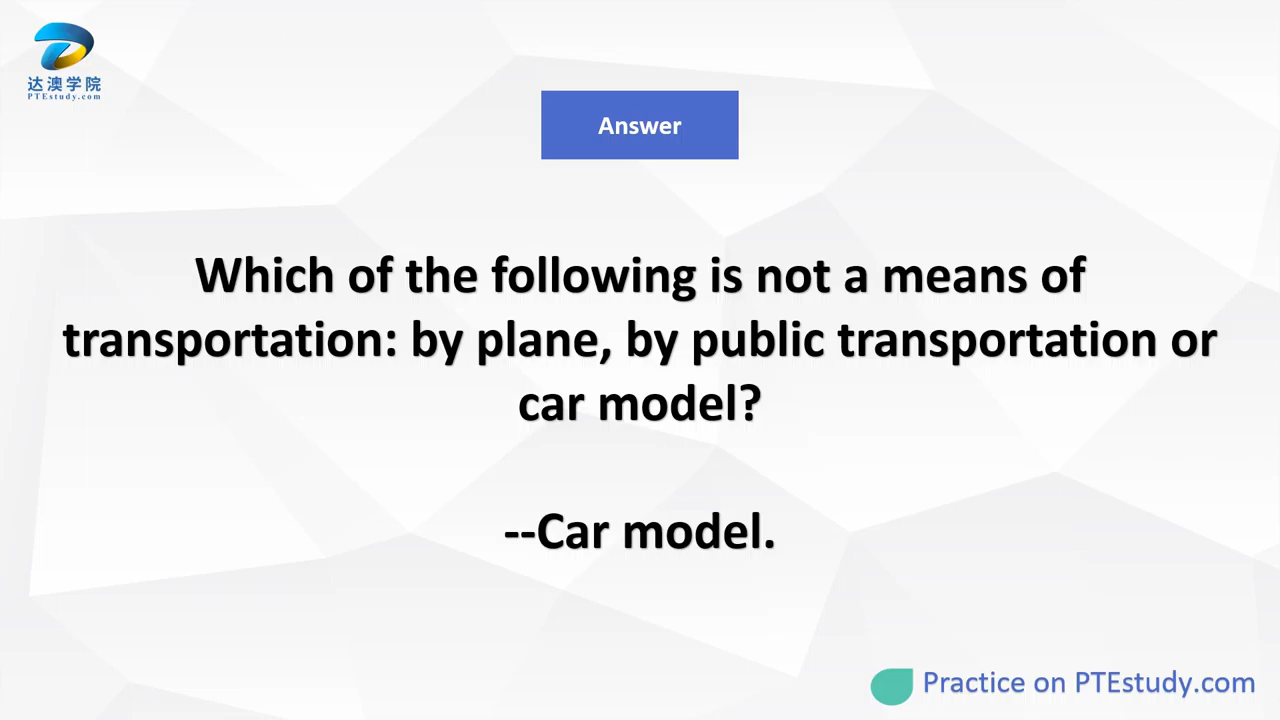 达澳学院
PTEstudy.com
Answer
Which of the following is not a means of
transportation: by plane, by public transportation or
car model?
--Car model.
Practice on PTEstudy.com